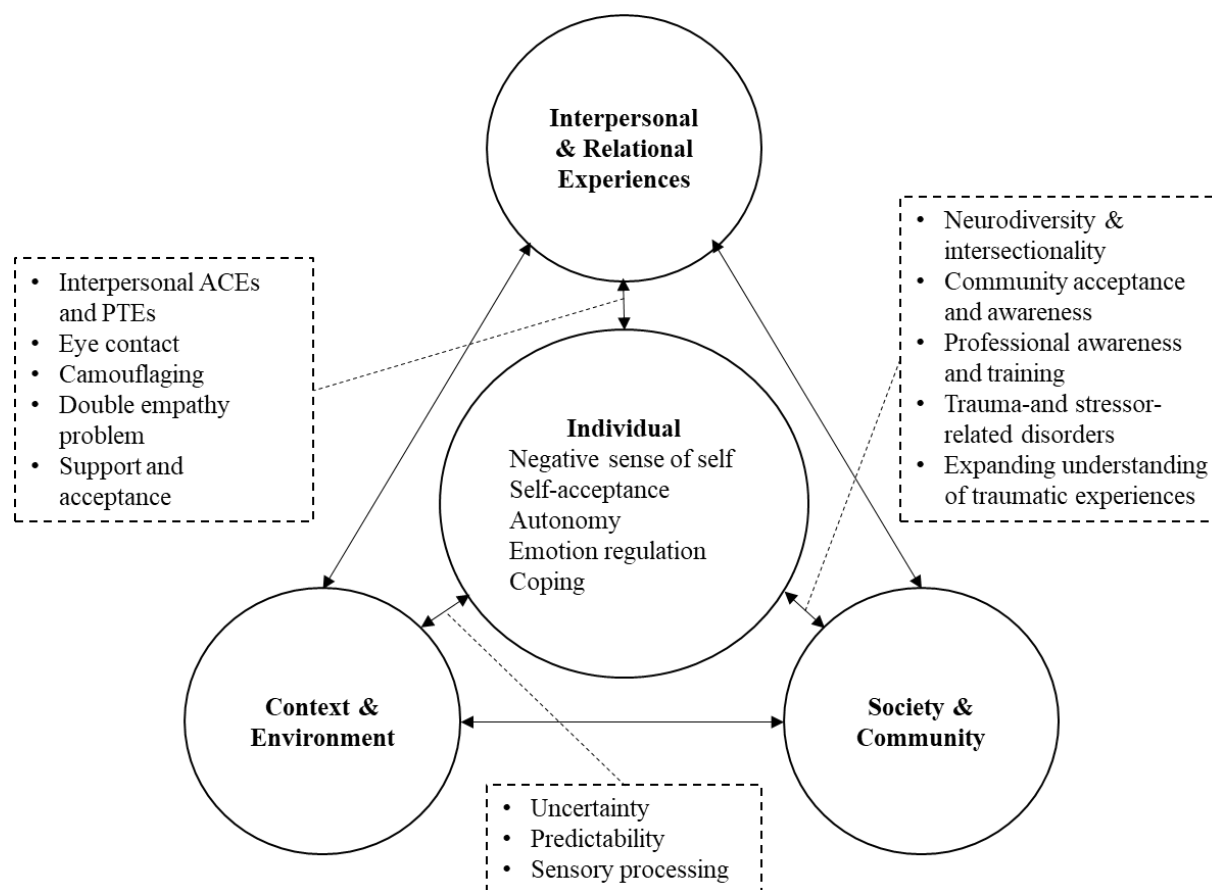 Interpersonal
& Relational
Experiences
• Neurodiversity &
intersectionality
• Community acceptance
and awareness
• Professional awareness
and training
• Trauma-and stressor-
related disorders
• Expanding understanding
of traumatic experiences
• Interpersonal ACEs
and PTEs
• Eye contact
• Camouflaging
• Double empathy
problem
• Support and
acceptance
Individual
Negative sense of self
Self-acceptance
Autonomy
Emotion regulation
Coping
Context &
Environment
Society &
Community
• Uncertainty
• Predictability
• Sensory processing